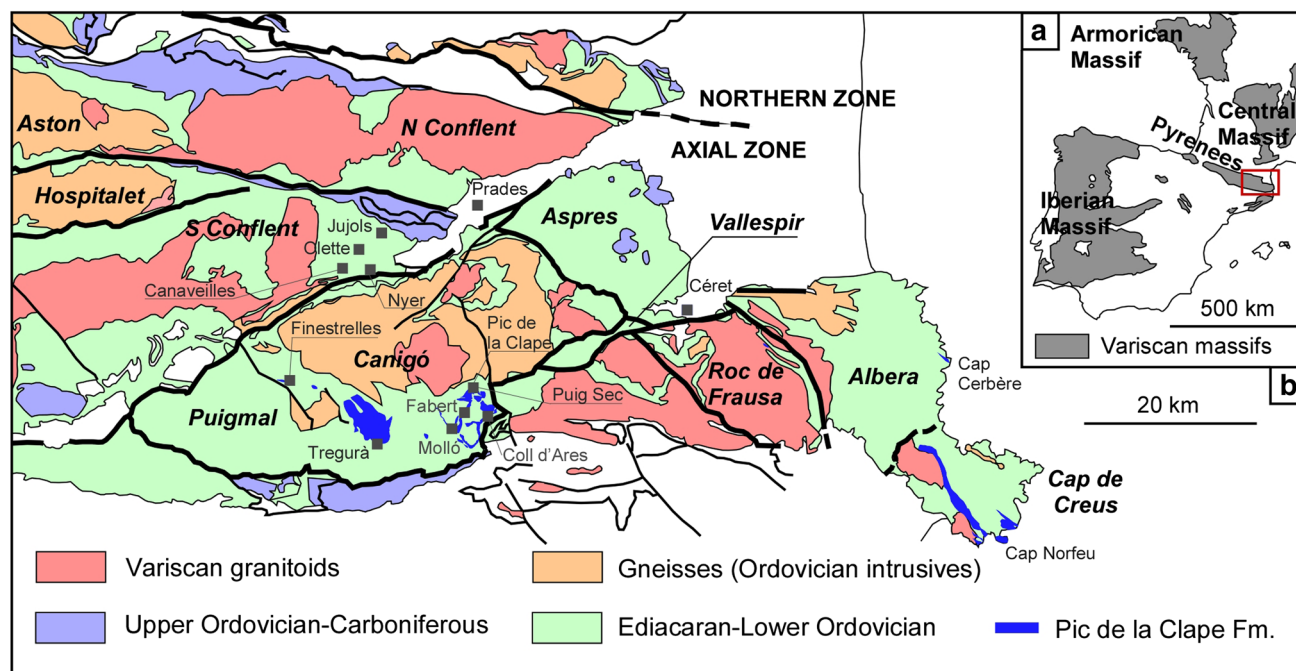 a
Armorican
Massif
Central
Massif
Pyrenees
Iberian
Massif
500 km
Variscan massifs
b
NORTHERN ZONE
AXIAL ZONE
Aston
N Conflent
Hospitalet
Prades
Aspres
Vallespir
S Conflent
Jujols
Olette
Canaveilles
Nyer
Céret
Finestrelles
Pic de
la Clape
Canigó
Cap
Cerbère
Roc de
Frausa
Albera
20 km
Puigmal
Fabert
Puig Sec
Tregurà
Molló
Coll d'Ares
Cap de
Creus
Cap Norfeu
Variscan granitoids
Gneisses (Ordovician intrusives)
Upper Ordovician-Carboniferous
Ediacaran-Lower Ordovician
Pic de la Clape Fm.